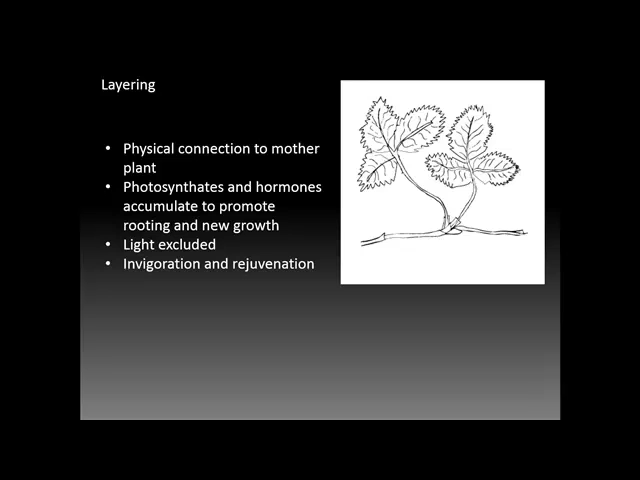 Layering
• Physical connection to mother
plant
• Photosynthates and hormones
accumulate to promote
rooting and new growth
• Light excluded
• Invigoration and rejuvenation